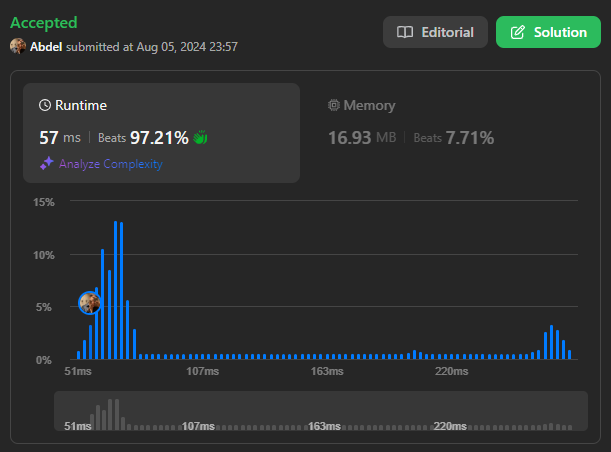 Accepted
Abdel submitted at Aug 05, 2024 23:57
Editorial
Solution
Runtime
57 ms | Beats 97.21%
Analyze Complexity
Memory
16.93 MB | Beats 7.71%
15%
10%
5%
0%
51ms 107ms 163ms 220ms
51ms 107ms 163ms 220ms